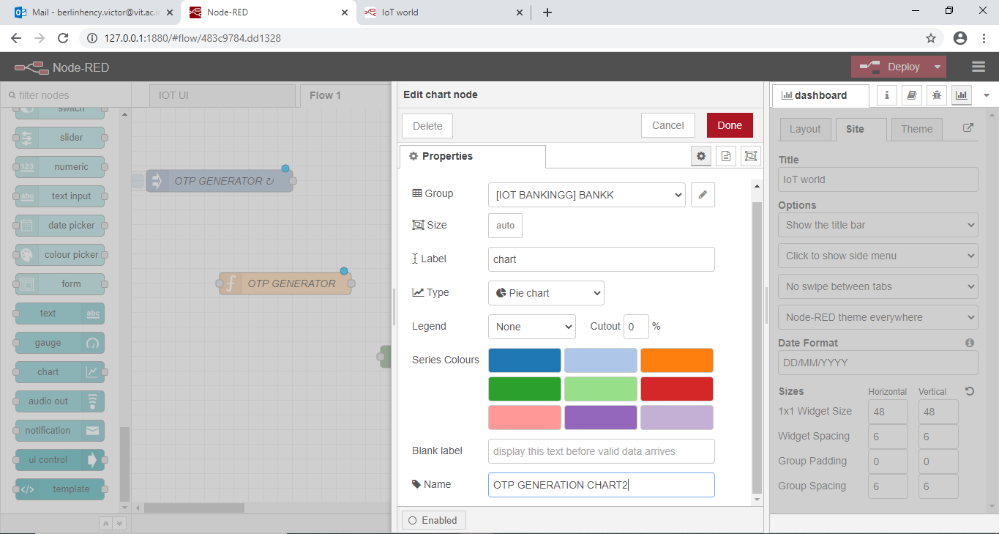 Mail - berlinhency.victor@vit.ac.i
Node-RED
IoT world
127.0.0.1:1880/#flow/483c9784.dd1328
Node-RED
Deploy
filter nodes
switch
slider
123 numeric
abc text input
date picker
colour picker
form
text abc
gauge
chart
audio out
notification
ui control
</> template
IOT UI
Flow 1
OTP GENERATOR ↻
OTP GENERATOR
Edit chart node
Delete
Cancel
Done
Properties
Group
[IOT BANKINGG] BANKK
Size
auto
Label
chart
Type
Pie chart
Legend
None
Cutout 0 %
Series Colours
Blank label
display this text before valid data arrives
Name
OTP GENERATION CHART2
Enabled
dashboard
Layout
Site
Theme
Title
IoT world
Options
Show the title bar
Click to show side menu
No swipe between tabs
Node-RED theme everywhere
Date Format
DD/MM/YYYY
Sizes Horizontal Vertical
1x1 Widget Size 48 48
Widget Spacing 6 6
Group Padding 0 0
Group Spacing 6 6